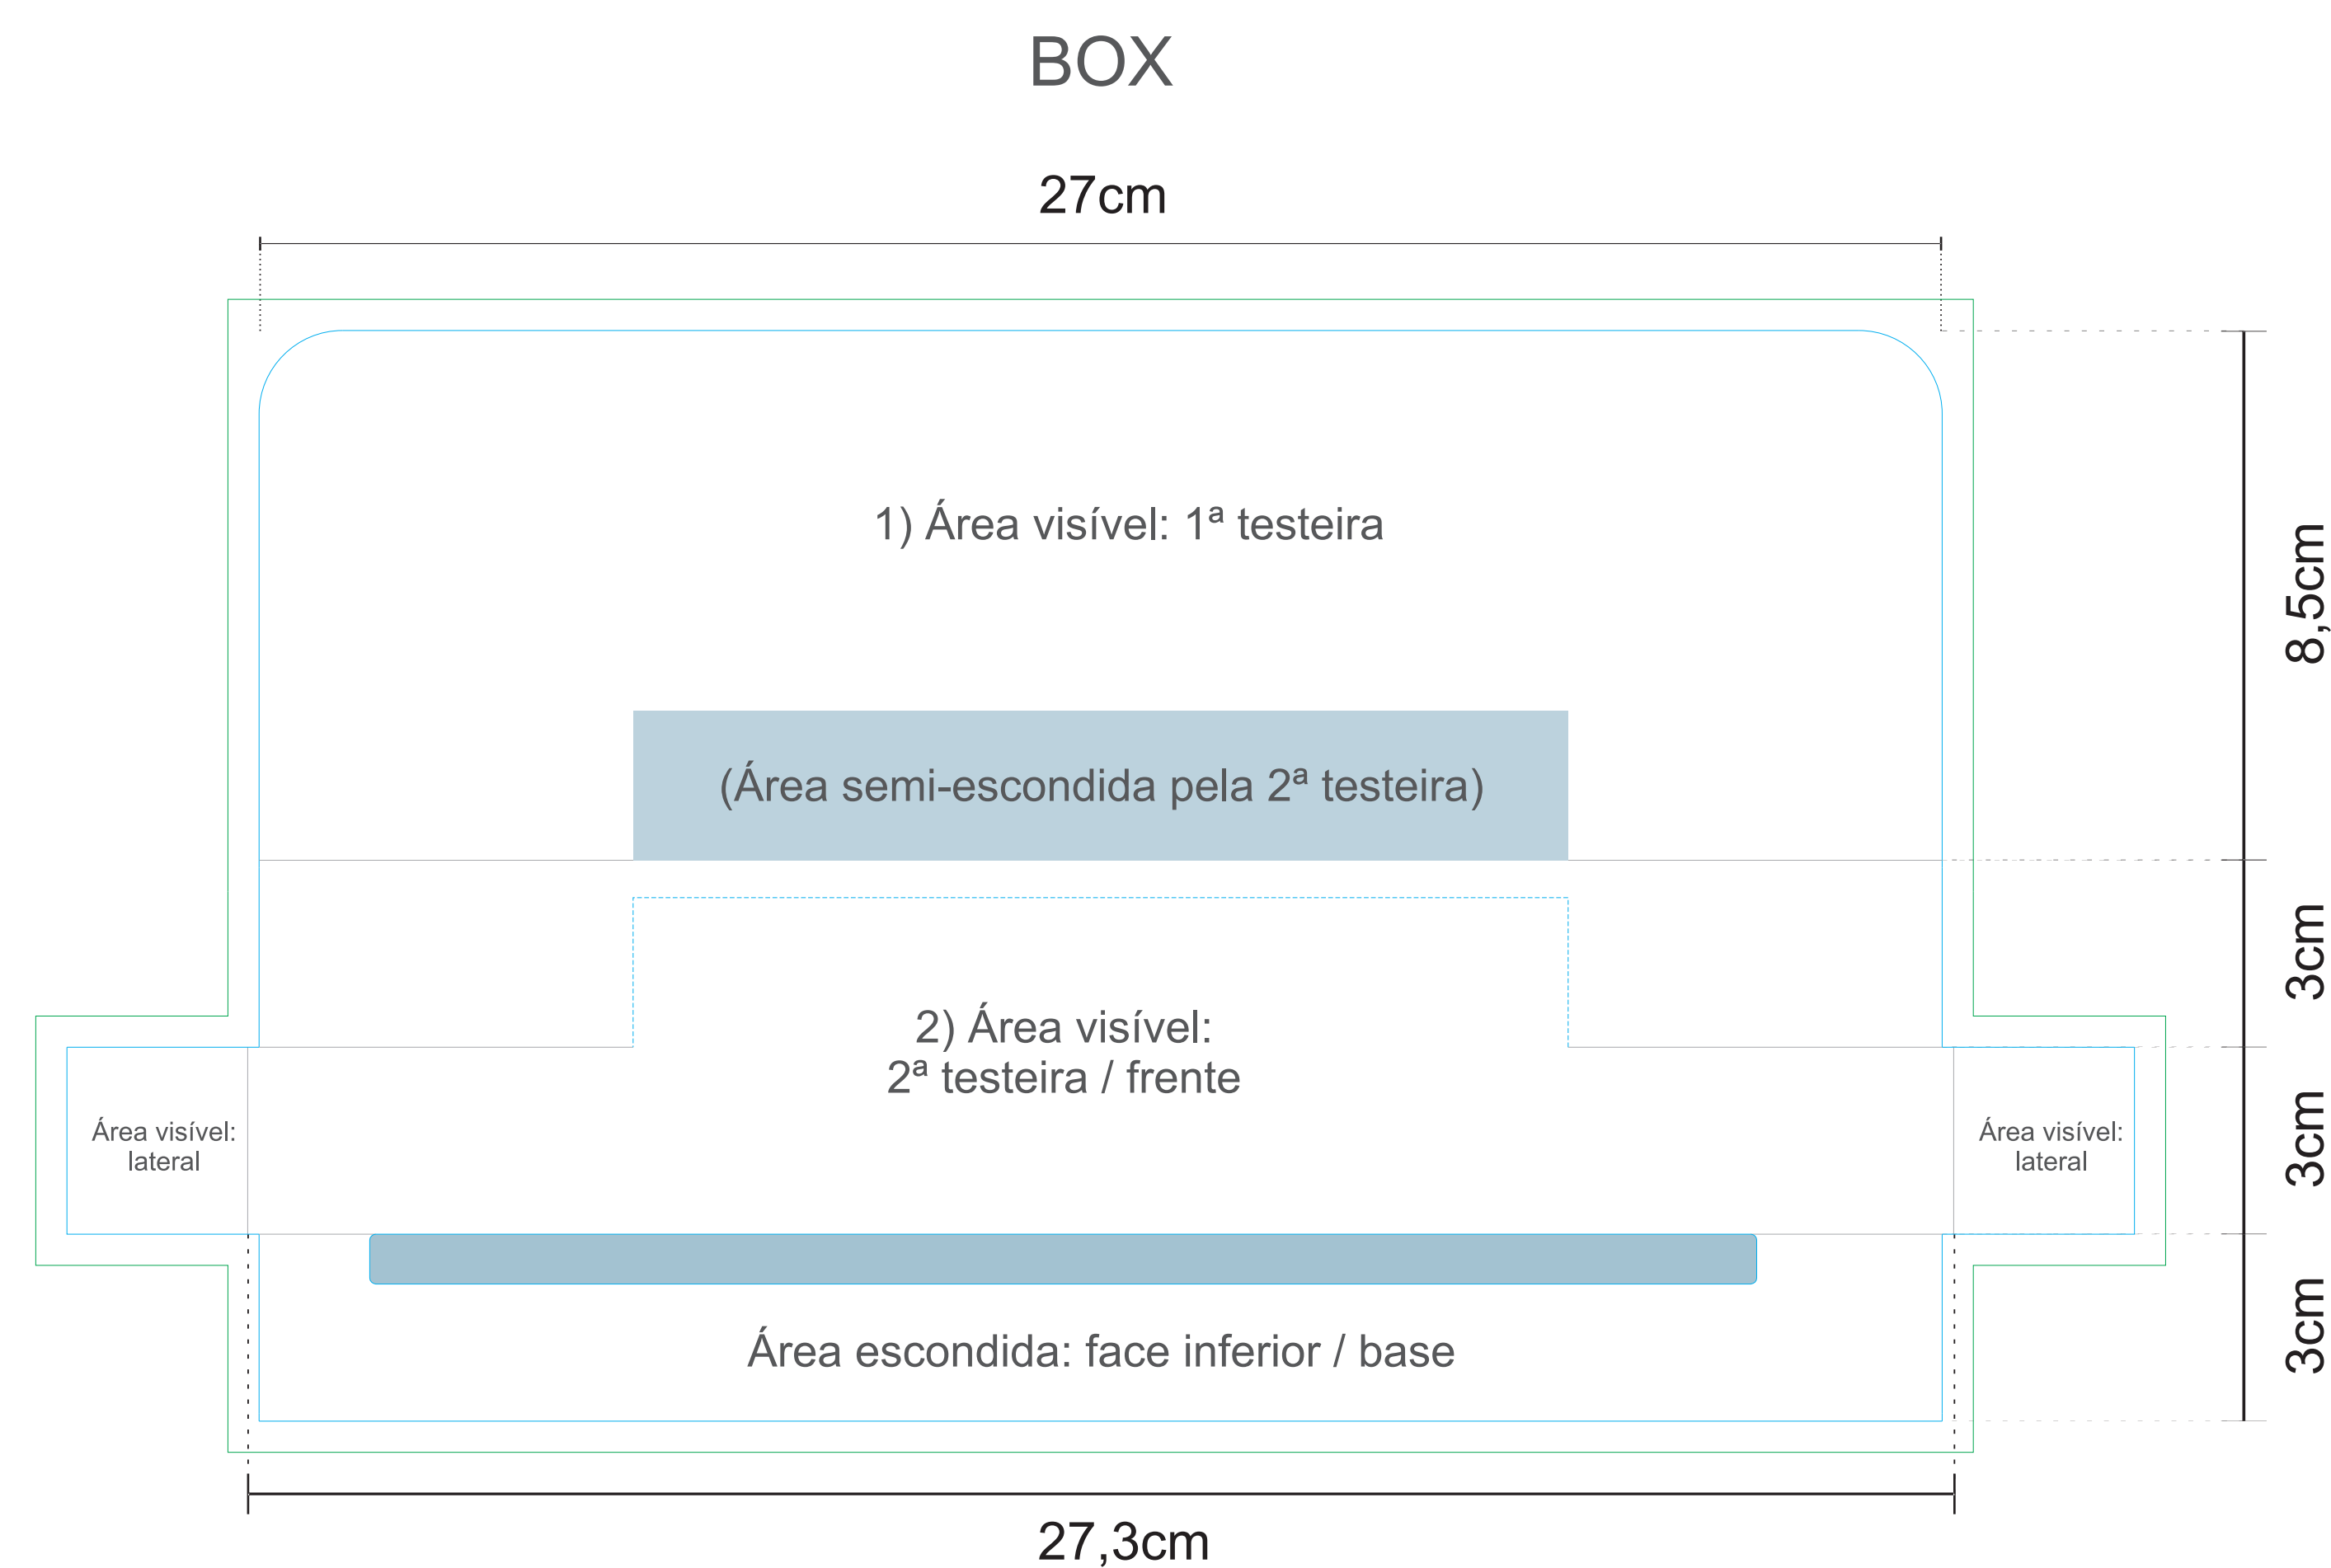 BOX
27cm
1) Área visível: 1ª testeira
8,5cm
(Área semi-escondida pela 2ª testeira)
3cm
2) Área visível:
2ª testeira / frente
Área visível:
lateral
Área visível:
lateral
3cm
Área escondida: face inferior / base
3cm
27,3cm